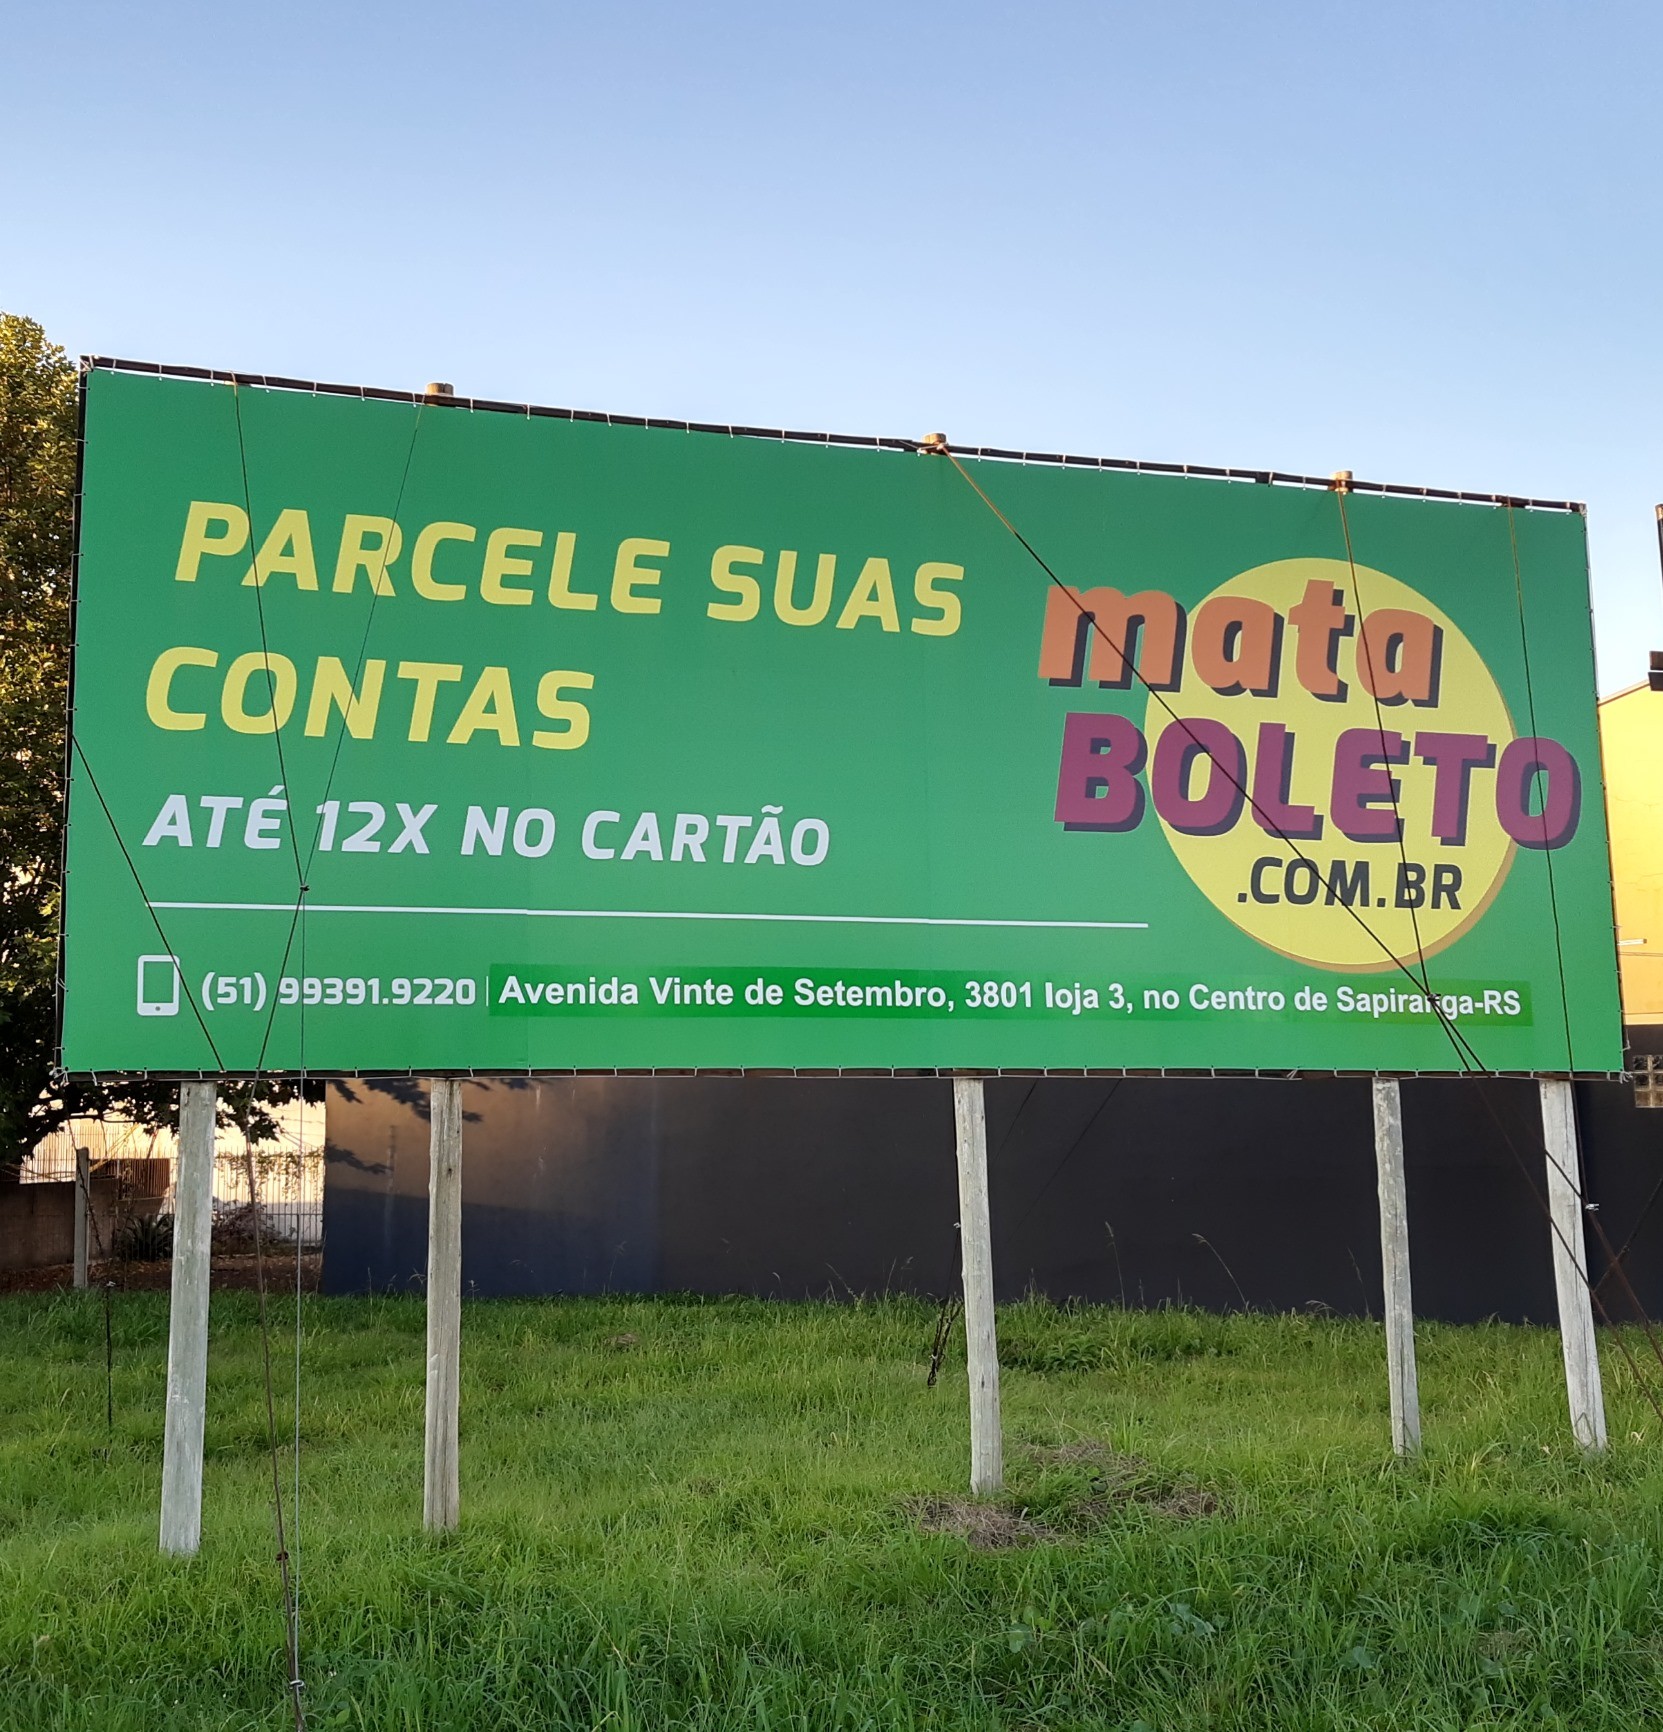 PARCELE SUAS
CONTAS
ATÉ 12X NO CARTÃO
mata
BOLETO
.COM.BR
(51) 99391.9220 | Avenida Vinte de Setembro, 3801 loja 3, no Centro de Sapiranga-RS